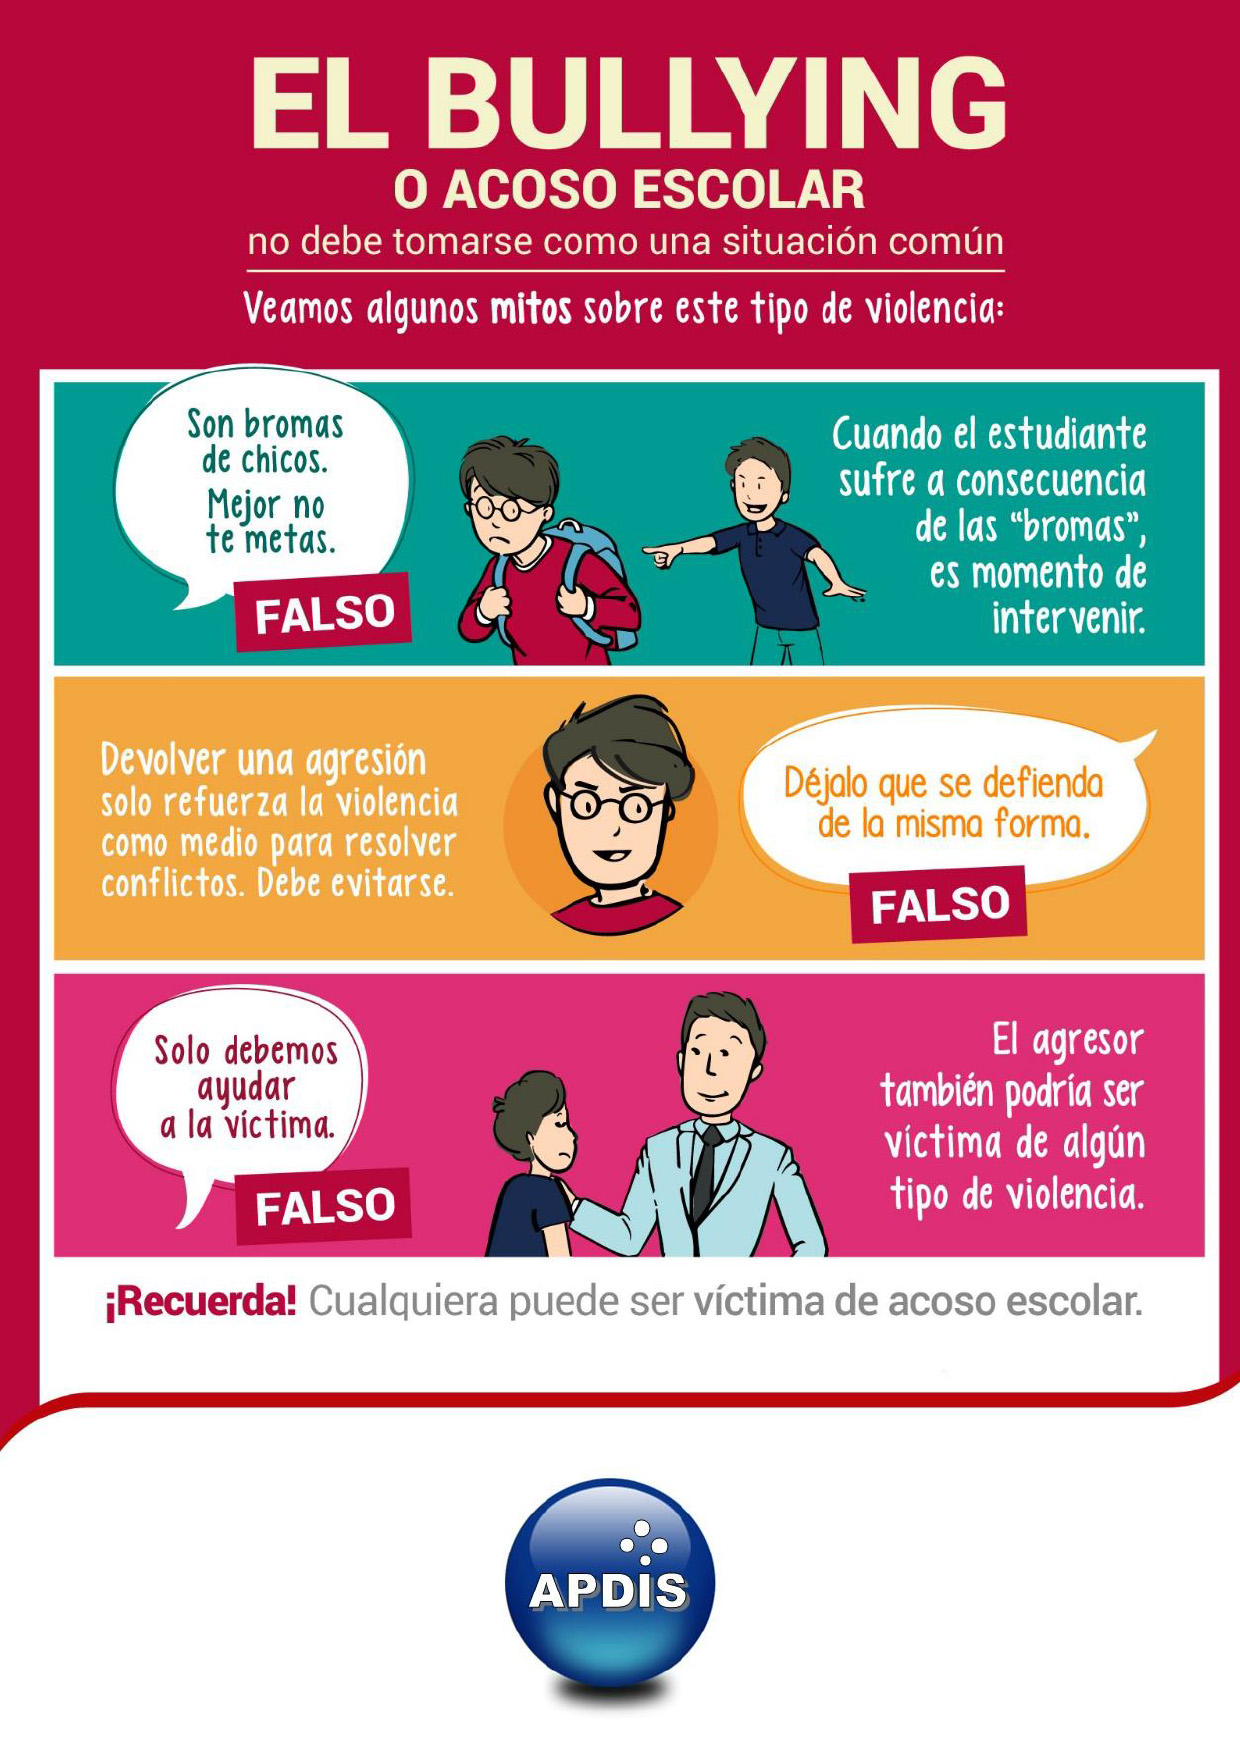 EL BULLYING
O ACOSO ESCOLAR
no debe tomarse como una situación común
Veamos algunos mitos sobre este tipo de violencia:
Son bromas
de chicos.
Mejor no
te metas.
FALSO
Cuando el estudiante
sufre a consecuencia
de las “bromas”,
es momento de
intervenir.
Devolver una agresión
solo refuerza la violencia
como medio para resolver
conflictos. Debe evitarse.
Déjalo que se defienda
de la misma forma.
FALSO
Solo debemos
ayudar
a la víctima.
FALSO
El agresor
también podría ser
víctima de algún
tipo de violencia.
¡Recuerda! Cualquiera puede ser víctima de acoso escolar.
APDIS